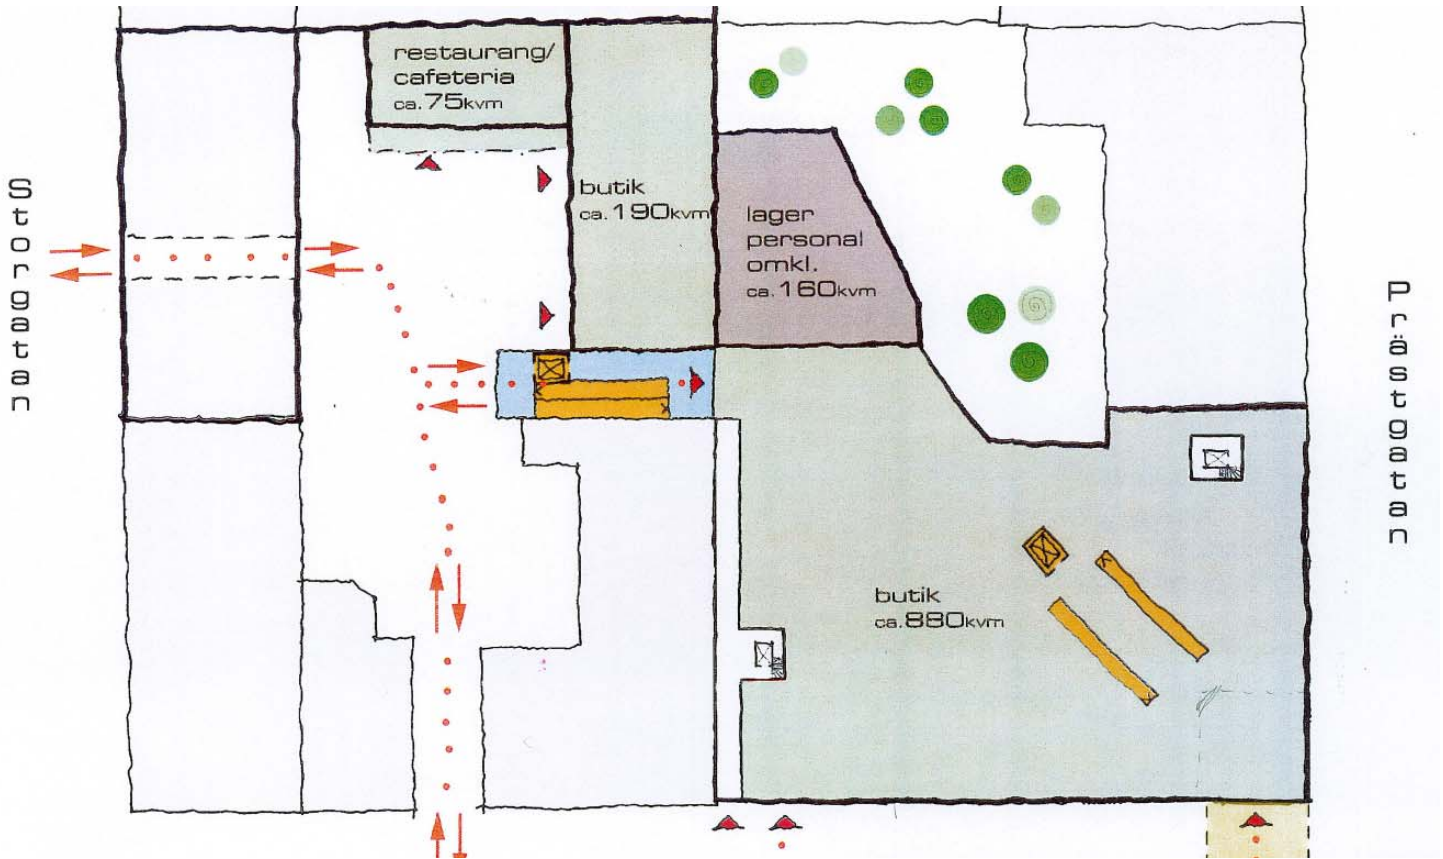 restaurang/
cafeteria
ca.75kvm
butik
ca.190kvm
lager
personal
omkl.
ca.160kvm
butik
ca.880kvm
Storgatan
Prästgatan